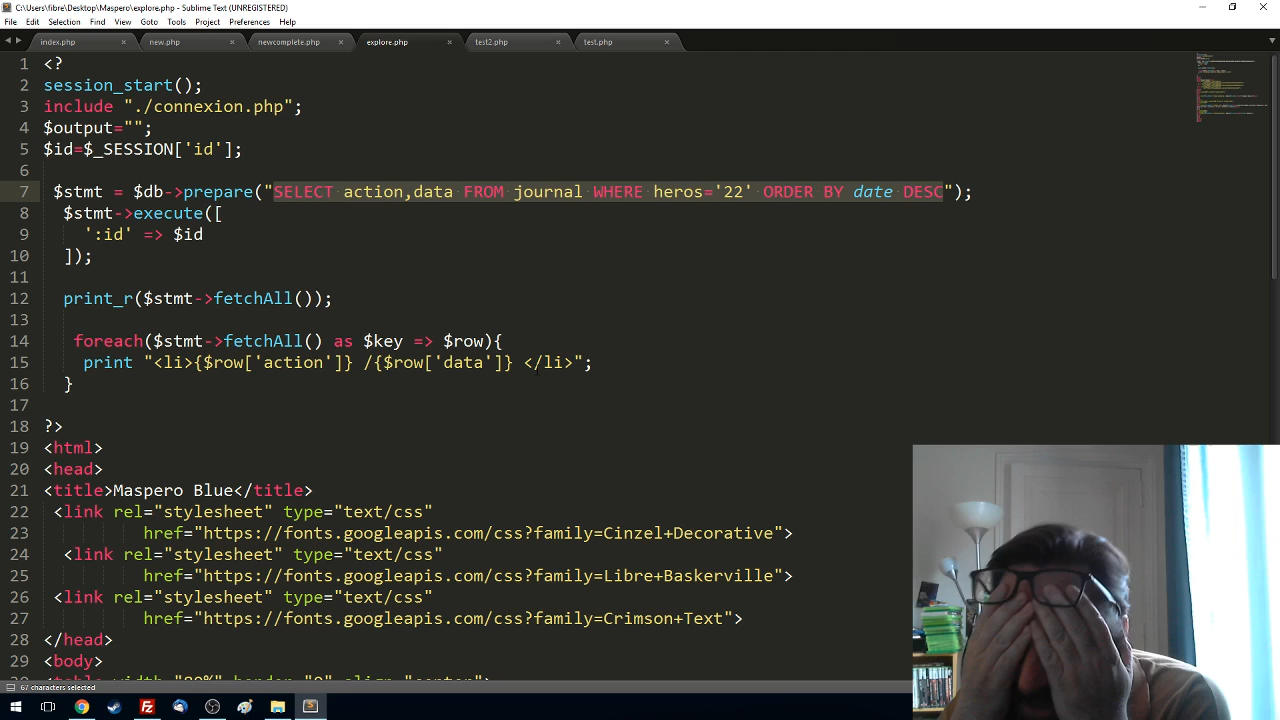 C:\Users\fibre\Desktop\Maspero\explore.php - Sublime Text (UNREGISTERED)
File Edit Selection Find View Goto Tools Project Preferences Help
index.php new.php newcomplete.php explore.php test2.php test.php
1 <?
2 session_start();
3 include "./connexion.php";
4 $output="";
5 $id=$_SESSION['id'];
6
7 $stmt = $db->prepare("SELECT action,data FROM journal WHERE heros='22' ORDER BY date DESC");
8 $stmt->execute([
9 ':id' => $id
10 ]);
11
12 print_r($stmt->fetchAll());
13
14 foreach($stmt->fetchAll() as $key => $row){
15 print "<li>{$row['action']} /{$row['data']} </li>";
16 }
17
18 ?>
19 <html>
20 <head>
21 <title>Maspero Blue</title>
22 <link rel="stylesheet" type="text/css"
23 href="https://fonts.googleapis.com/css?family=Cinzel+Decorative">
24 <link rel="stylesheet" type="text/css"
25 href="https://fonts.googleapis.com/css?family=Libre+Baskerville">
26 <link rel="stylesheet" type="text/css"
27 href="https://fonts.googleapis.com/css?family=Crimson+Text">
28 </head>
29 <body>
67 characters selected